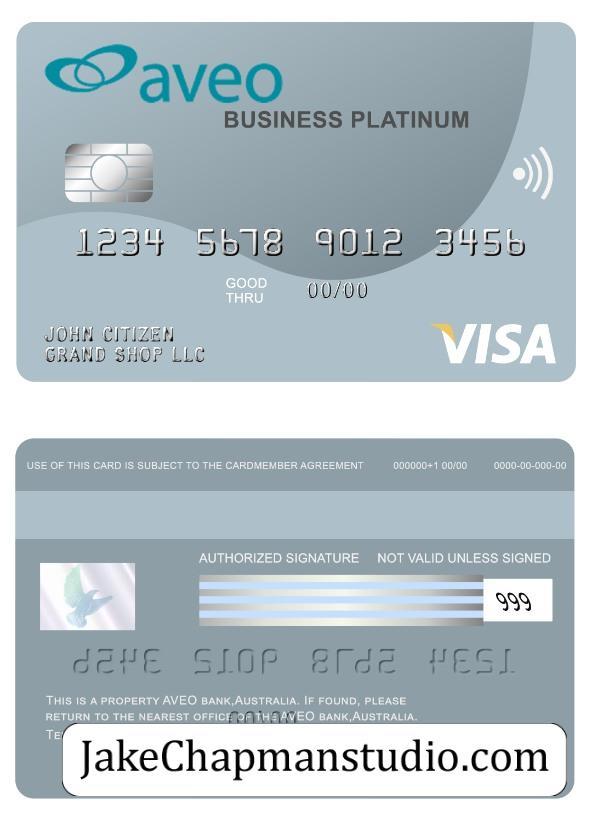 aveo
BUSINESS PLATINUM
1234 5678 9012 3456
GOOD
THRU
00/00
JOHN CITIZEN
GRAND SHOP LLC
VISA
USE OF THIS CARD IS SUBJECT TO THE CARDMEMBER AGREEMENT 000000+1 00/00 0000-00-000-00
AUTHORIZED SIGNATURE NOT VALID UNLESS SIGNED
999
THIS IS A PROPERTY AVEO BANK,AUSTRALIA. IF FOUND, PLEASE
RETURN TO THE NEAREST OFFICE OF THE AVEO BANK,AUSTRALIA.
JakeChapmanstudio.com